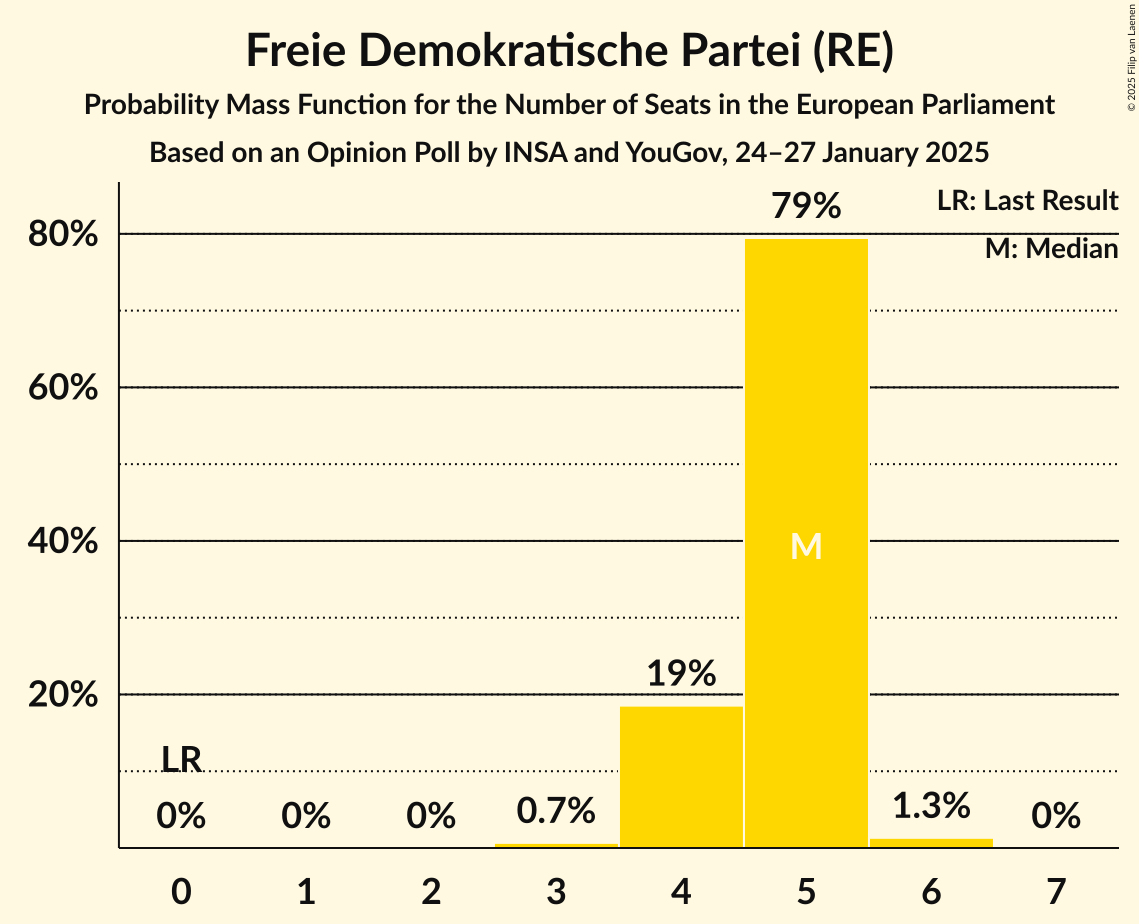 Freie Demokratische Partei (RE)
Probability Mass Function for the Number of Seats in the European Parliament
Based on an Opinion Poll by INSA and YouGov, 24–27 January 2025
© 2025 Filip van Laenen
LR: Last Result
M: Median
80%
60%
40%
20%
LR
0%
0%
0%
0.7%
19%
79%
M
1.3%
0%
0
1
2
3
4
5
6
7